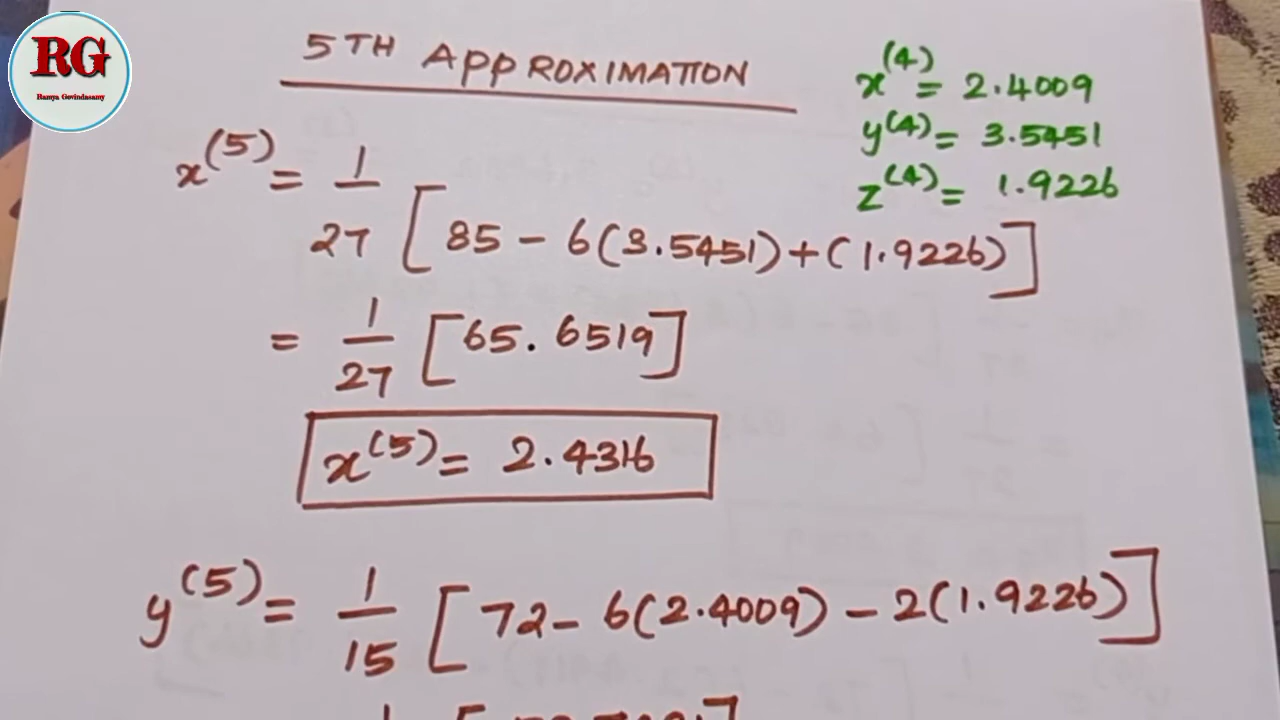 RG
Ramya Govindasamy
5TH APPROXIMATION
x^(4) = 2.4009
y^(4) = 3.5451
z^(4) = 1.9226
x^(5) = 1/27 [85 - 6(3.5451) + (1.9226)]
= 1/27 [65.6519]
x^(5) = 2.4316
y^(5) = 1/15 [72 - 6(2.4009) - 2(1.9226)]